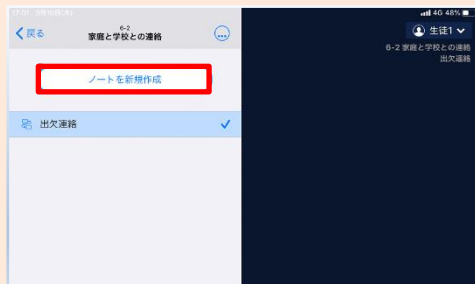 4G 48%
戻る
6-2
家庭と学校との連絡
生徒1
6-2 家庭と学校との連絡
出欠連絡
ノートを新規作成
出欠連絡